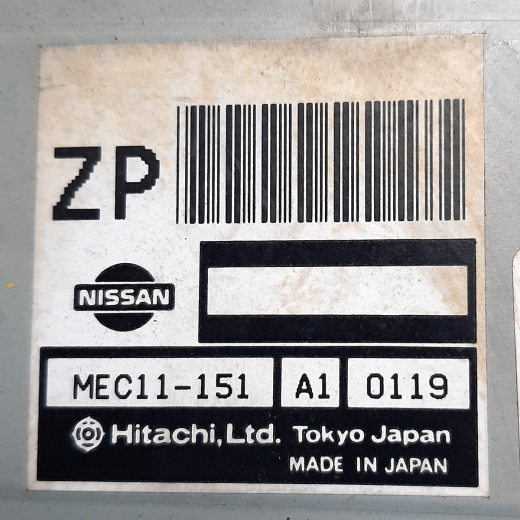 ZP
NISSAN
MEC11-151 A1 0119
Hitachi, Ltd. Tokyo Japan
MADE IN JAPAN